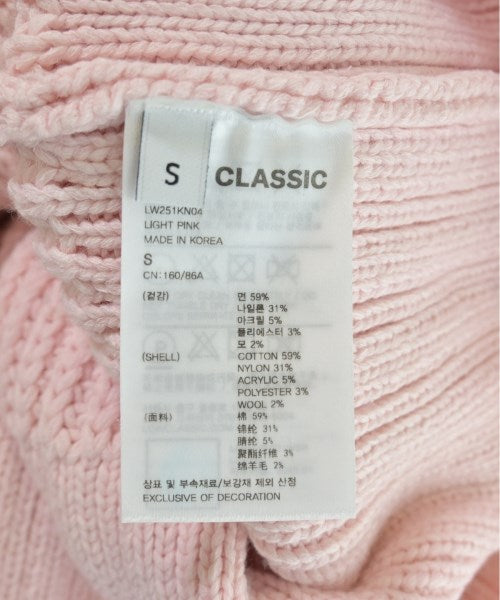 S CLASSIC
LW251KN04
LIGHT PINK
MADE IN KOREA
S
CN: 160/86A
(겉감) 면 59%
나일론 31%
아크릴 5%
폴리에스터 3%
모 2%
(SHELL) COTTON 59%
NYLON 31%
ACRYLIC 5%
POLYESTER 3%
WOOL 2%
(面料) 棉 59%
锦纶 31%
腈纶 5%
聚酯纤维 3%
绵羊毛 2%
상표 및 부속재료/보강재 제외 산정
EXCLUSIVE OF DECORATION